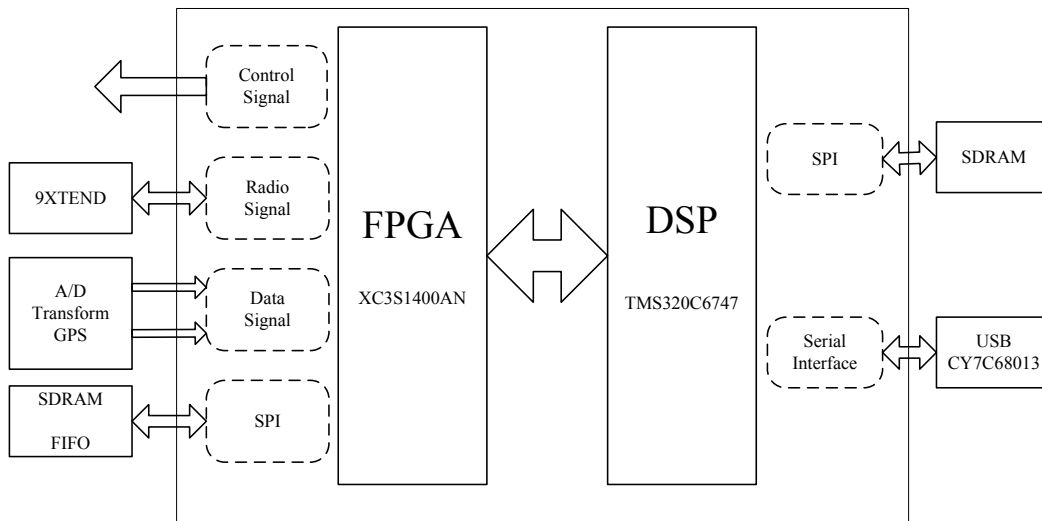 Control
Signal
9XTEND
Radio
Signal
A/D
Transform
GPS
Data
Signal
SDRAM
FIFO
SPI
FPGA
XC3S1400AN
DSP
TMS320C6747
SPI
SDRAM
Serial
Interface
USB
CY7C68013